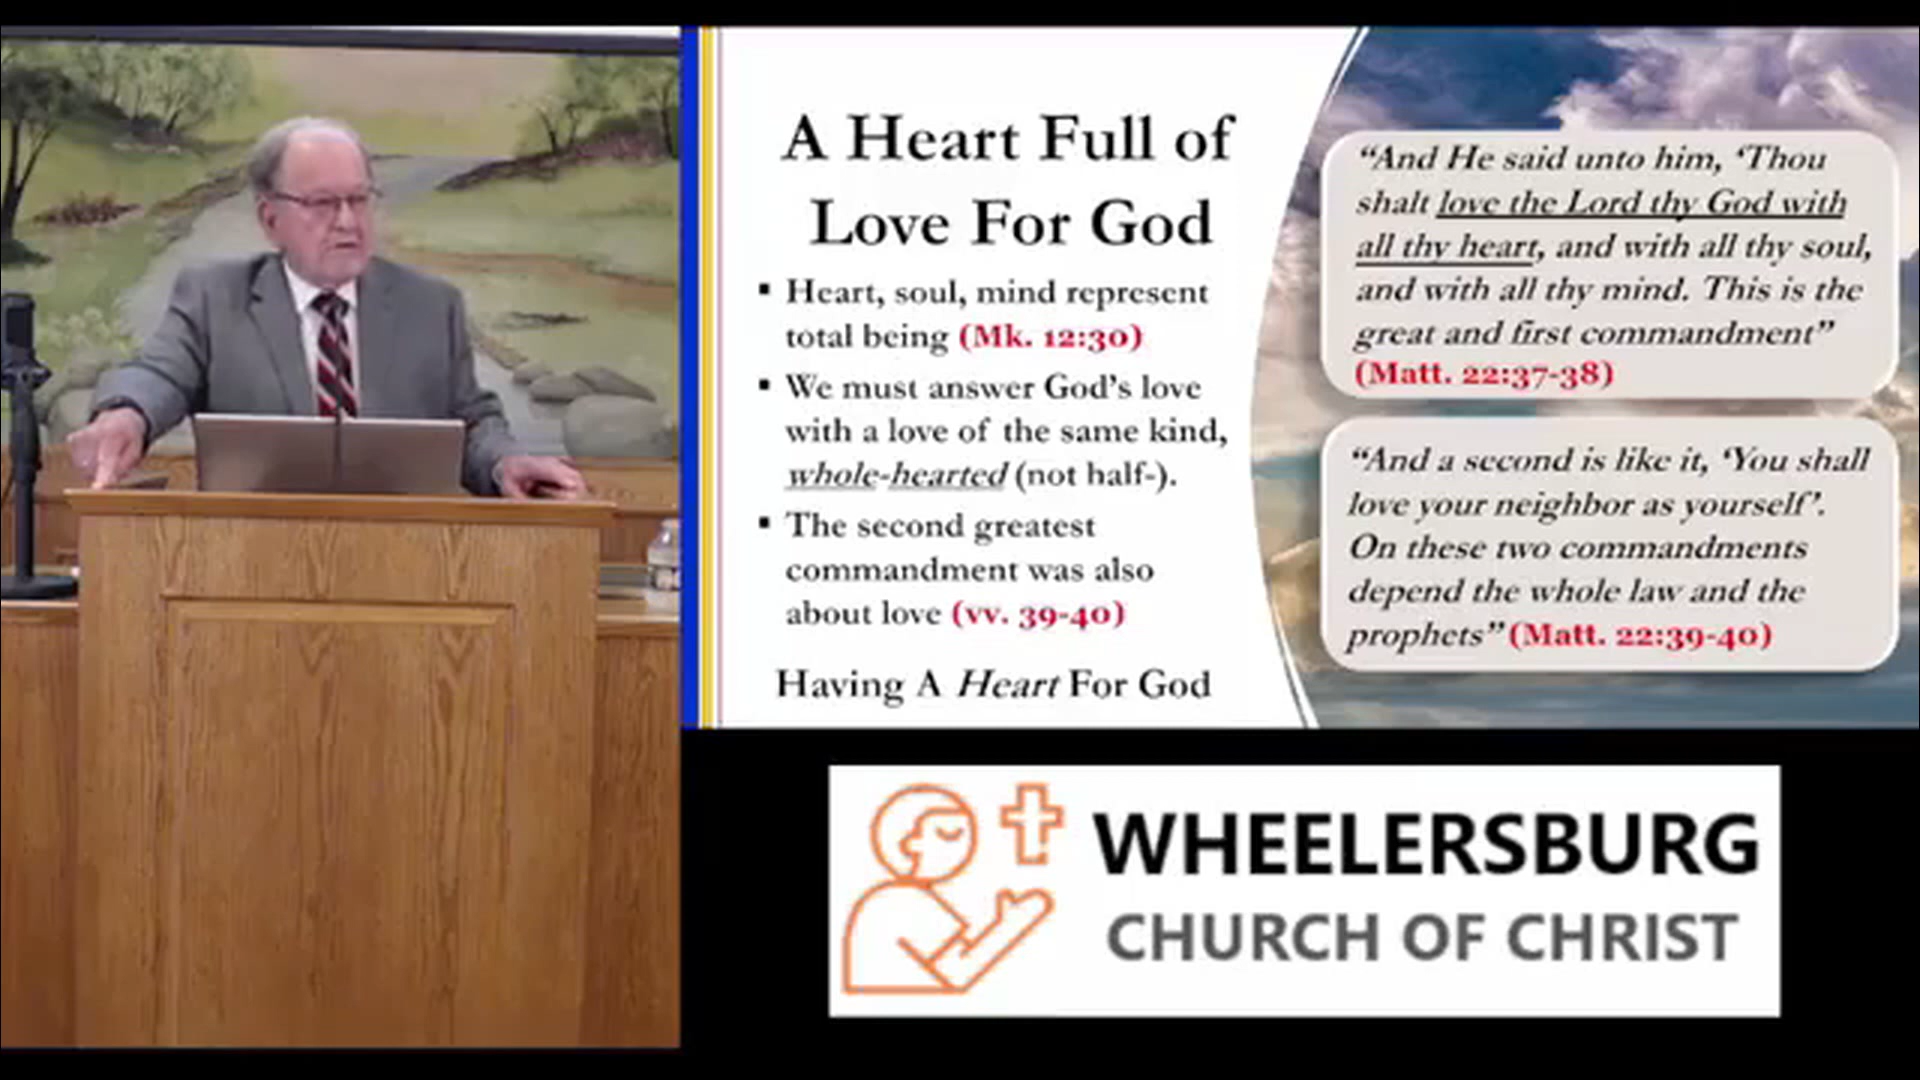 A Heart Full of
Love For God
▪ Heart, soul, mind represent
total being (Mk. 12:30)
▪ We must answer God's love
with a love of the same kind,
whole-hearted (not half-).
▪ The second greatest
commandment was also
about love (vv. 39-40)
Having A Heart For God
“And He said unto him, ‘Thou
shalt love the Lord thy God with
all thy heart, and with all thy soul,
and with all thy mind. This is the
great and first commandment”
(Matt. 22:37-38)
“And a second is like it, ‘You shall
love your neighbor as yourself’.
On these two commandments
depend the whole law and the
prophets” (Matt. 22:39-40)
WHEELERSBURG
CHURCH OF CHRIST